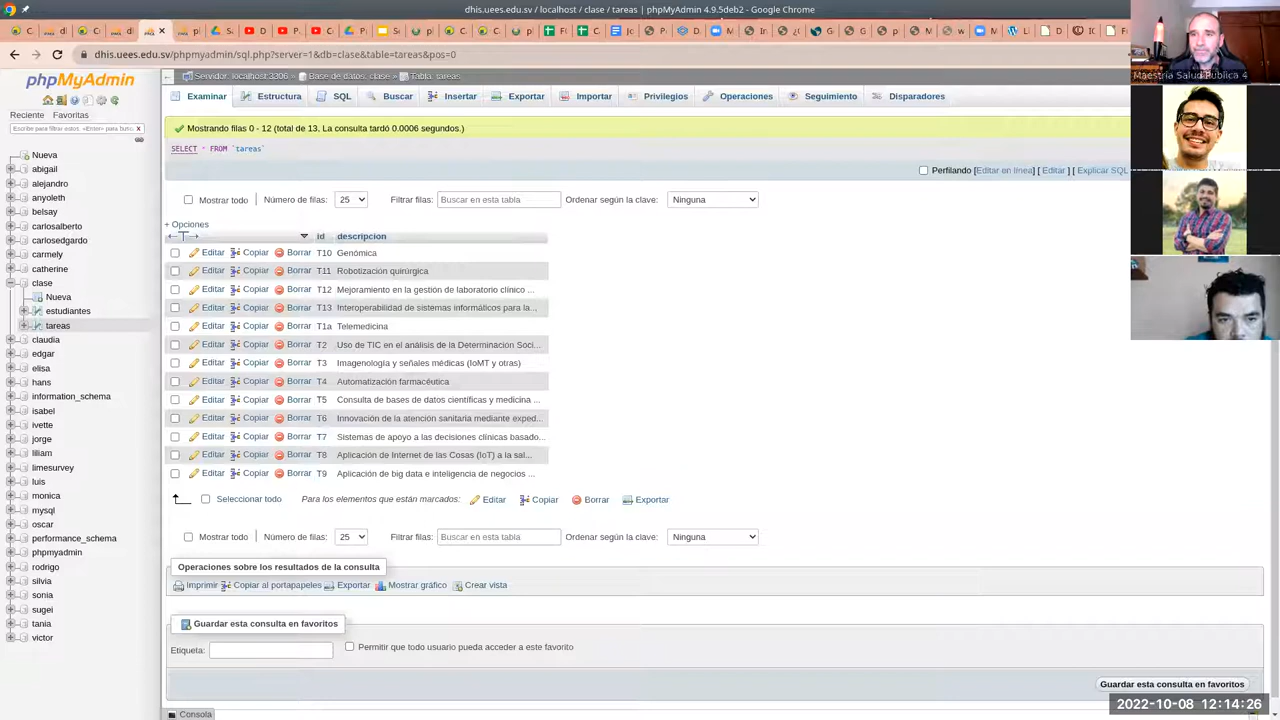 dhis.uees.edu.sv / localhost / clase / tareas | phpMyAdmin 4.9.5deb2 - Google Chrome
dhis.uees.edu.sv/phpmyadmin/sql.php?server=1&db=clase&table=tareas&pos=0
Maestría Salud Pública 4
phpMyAdmin
Reciente Favoritas
X
Nueva
abigail
alejandro
anyoleth
belsay
carlosalberto
carlosedgardo
carmely
catherine
clase
Nueva
estudiantes
tareas
claudia
edgar
elisa
hans
information_schema
isabel
ivette
jorge
liliam
limesurvey
luis
monica
mysql
oscar
performance_schema
phpmyadmin
rodrigo
silvia
sonia
sugei
tania
victor
Servidor: localhost:3306 » Base de datos: clase » Tabla: tareas
Examinar Estructura SQL Buscar Insertar Exportar Importar Privilegios Operaciones Seguimiento Disparadores
Mostrando filas 0 - 12 (total de 13, La consulta tardó 0.0006 segundos.)
SELECT * FROM `tareas`
Perfilando [Editar en línea] [ Editar ] [ Explicar SQL
Mostrar todo Número de filas: 25 Filtrar filas: Buscar en esta tabla Ordenar según la clave: Ninguna
+ Opciones
id descripcion
Editar Copiar Borrar T10 Genómica
Editar Copiar Borrar T11 Robotización quirúrgica
Editar Copiar Borrar T12 Mejoramiento en la gestión de laboratorio clínico ...
Editar Copiar Borrar T13 Interoperabilidad de sistemas informáticos para la...
Editar Copiar Borrar T1a Telemedicina
Editar Copiar Borrar T2 Uso de TIC en el análisis de la Determinacion Soci...
Editar Copiar Borrar T3 Imagenología y señales médicas (IoMT y otras)
Editar Copiar Borrar T4 Automatización farmacéutica
Editar Copiar Borrar T5 Consulta de bases de datos científicas y medicina ...
Editar Copiar Borrar T6 Innovación de la atención sanitaria mediante exped...
Editar Copiar Borrar T7 Sistemas de apoyo a las decisiones clínicas basado...
Editar Copiar Borrar T8 Aplicación de Internet de las Cosas (IoT) a la sal...
Editar Copiar Borrar T9 Aplicación de big data e inteligencia de negocios ...
Seleccionar todo Para los elementos que están marcados: Editar Copiar Borrar Exportar
Mostrar todo Número de filas: 25 Filtrar filas: Buscar en esta tabla Ordenar según la clave: Ninguna
Operaciones sobre los resultados de la consulta
Imprimir Copiar al portapapeles Exportar Mostrar gráfico Crear vista
Guardar esta consulta en favoritos
Etiqueta: Permitir que todo usuario pueda acceder a este favorito
Guardar esta consulta en favoritos
Consola
2022-10-08 12:14:26